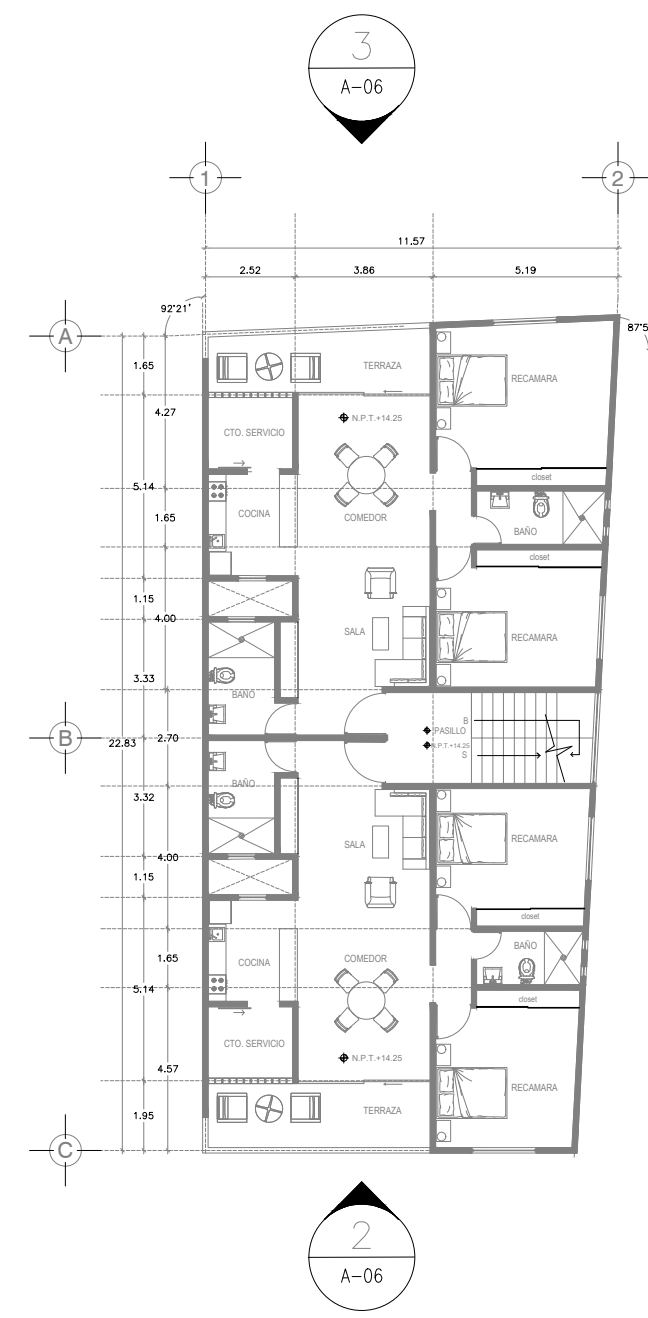 3
A-06
1
2
11.57
2.52
3.86
5.19
92°21'
A
1.65
TERRAZA
RECAMARA
4.27
N.P.T.+14.25
CTO. SERVICIO
closet
5.14
COCINA
COMEDOR
1.65
BAÑO
closet
1.15
4.00
SALA
RECAMARA
3.33
BAÑO
B
PASILLO
B
22.83
2.70
N.P.T.+14.25
S
BAÑO
3.32
RECAMARA
SALA
4.00
1.15
closet
1.65
BAÑO
COCINA
COMEDOR
5.14
closet
CTO. SERVICIO
N.P.T.+14.25
4.57
RECAMARA
1.95
TERRAZA
C
2
A-06